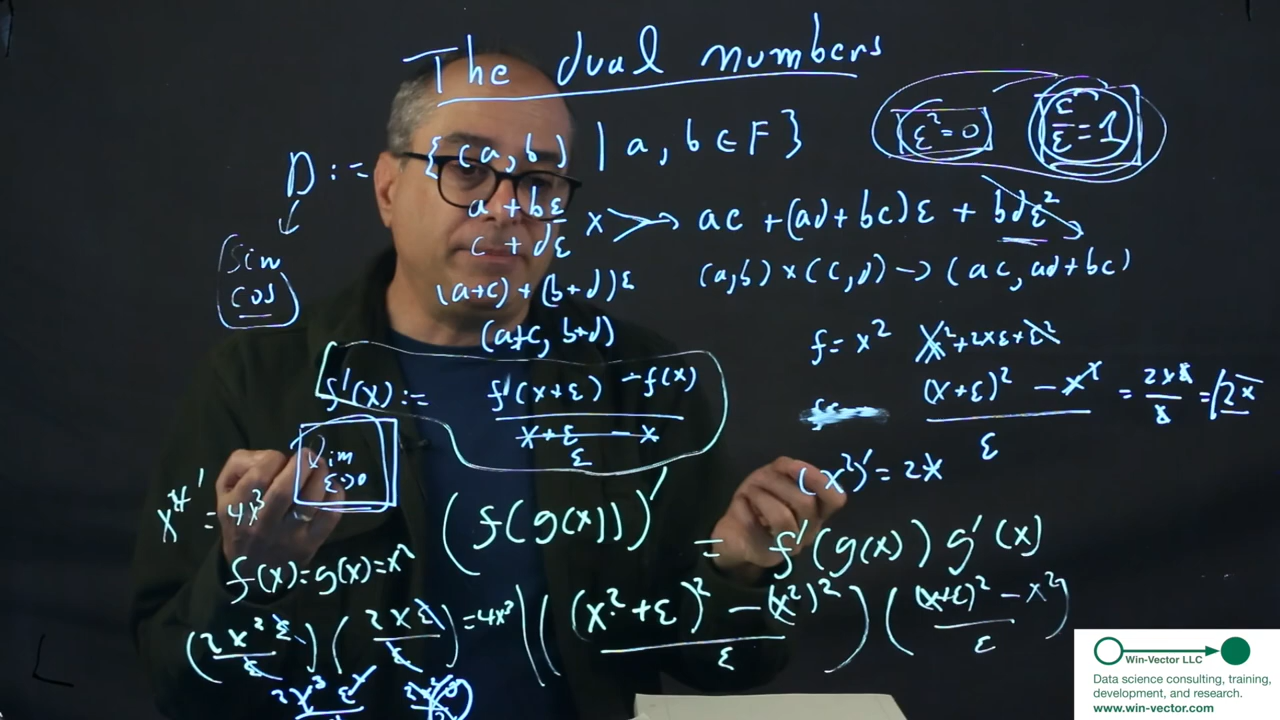 The dual numbers
ε²=0 ε/ε=1
D := {(a,b) | a, b ∈ F}
a + bε
c + dε × → ac + (ad+bc)ε + bdε²
sin
cos
(a+c) + (b+d)ε
(a,b) × (c,d) → (ac, ad+bc)
(a+c, b+d)
f = x² x²+2xε+ε²
f'(x) := f'(x+ε) - f(x)
x+ε - x
ε
(x+ε)² - x² = 2xε = 2x
ε ε
lim
ε→0
(x²)' = 2x
x⁴' = 4x³
(f(g(x)))' = f'(g(x)) g'(x)
f(x)=g(x)=x²
(2x²ε/ε)(2xε/ε) = 4x³ (((x²+ε)² - (x²)²)/ε)(((x+ε)² - x²)/ε)
Win-Vector LLC
Data science consulting, training,
development, and research.
www.win-vector.com